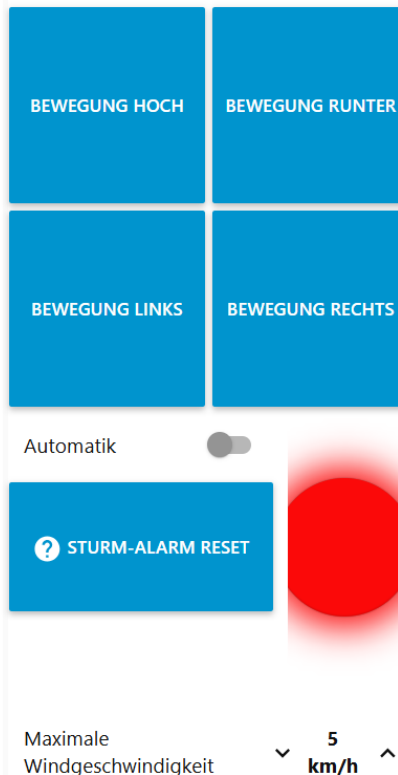 BEWEGUNG HOCH
BEWEGUNG RUNTER
BEWEGUNG LINKS
BEWEGUNG RECHTS
Automatik
? STURM-ALARM RESET
Maximale
Windgeschwindigkeit
5
km/h